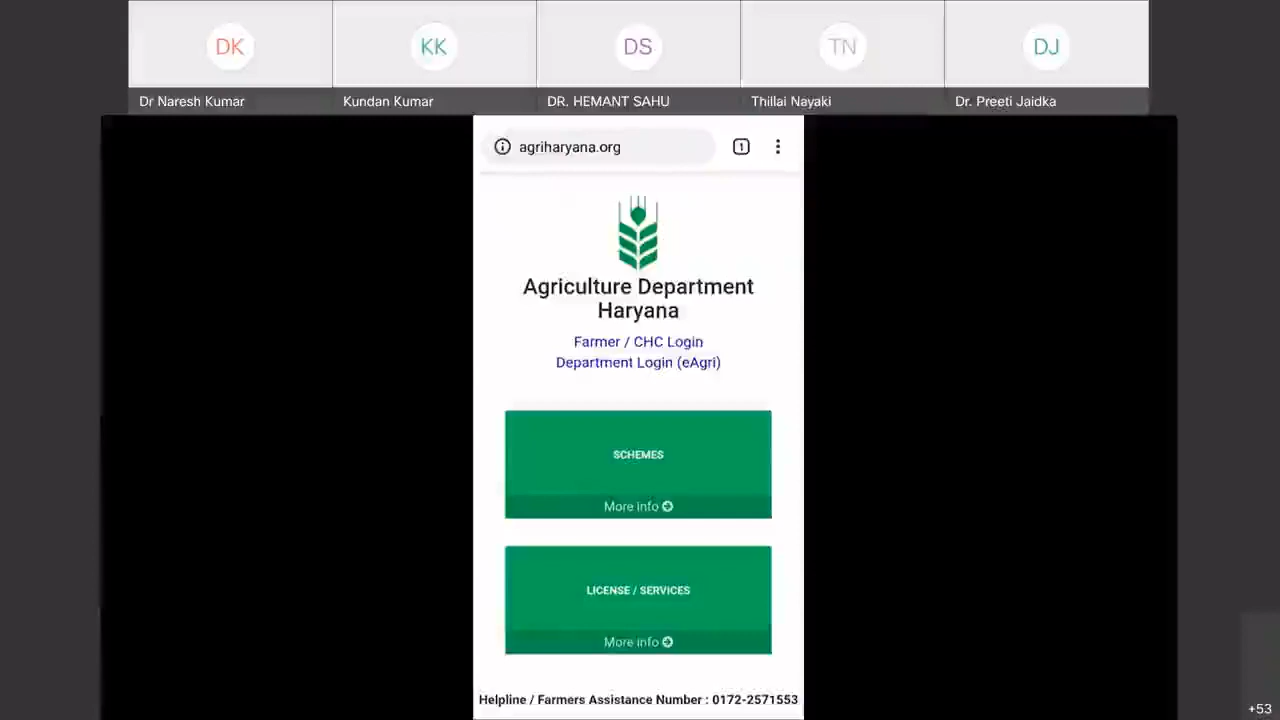 DK
KK
DS
TN
DJ
Dr Naresh Kumar
Kundan Kumar
DR. HEMANT SAHU
Thillai Nayaki
Dr. Preeti Jaidka
agriharyana.org
1
Agriculture Department
Haryana
Farmer / CHC Login
Department Login (eAgri)
SCHEMES
More info
LICENSE / SERVICES
More info
Helpline / Farmers Assistance Number : 0172-2571553
+53